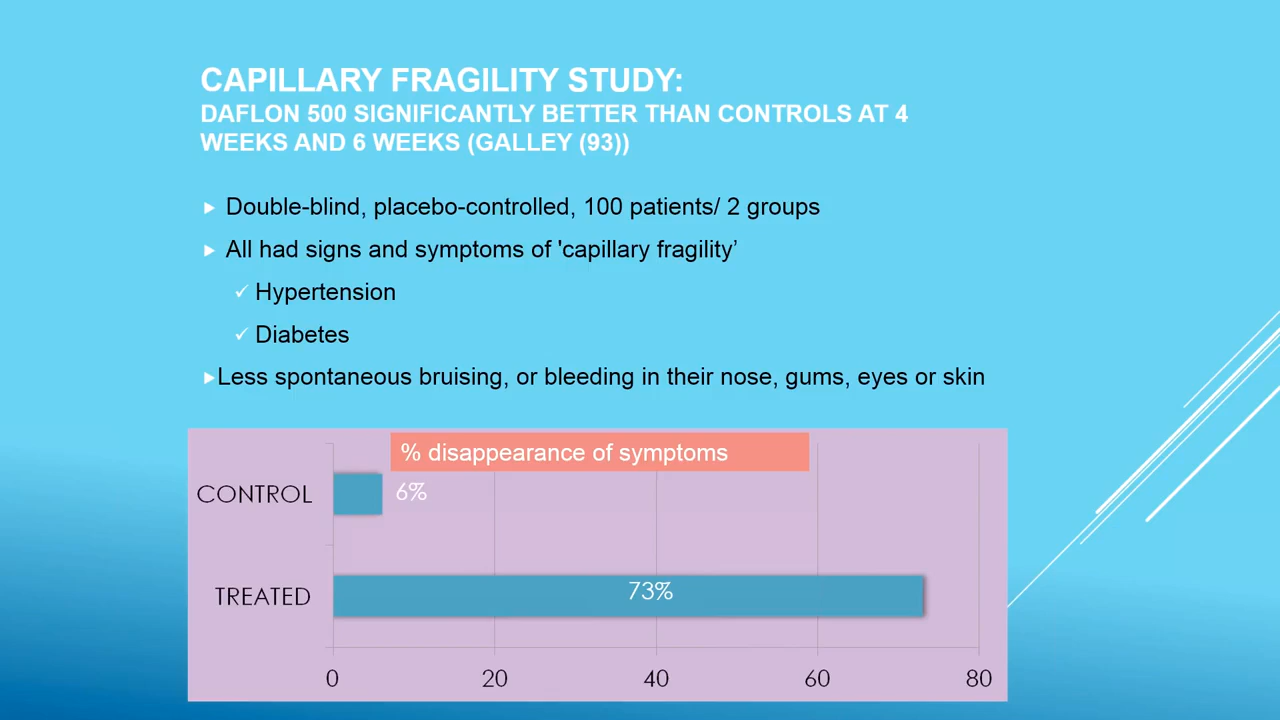 CAPILLARY FRAGILITY STUDY:
DAFLON 500 SIGNIFICANTLY BETTER THAN CONTROLS AT 4
WEEKS AND 6 WEEKS (GALLEY (93))
Double-blind, placebo-controlled, 100 patients/ 2 groups
All had signs and symptoms of 'capillary fragility’
Hypertension
Diabetes
Less spontaneous bruising, or bleeding in their nose, gums, eyes or skin
% disappearance of symptoms
CONTROL 6%
TREATED 73%
0 20 40 60 80